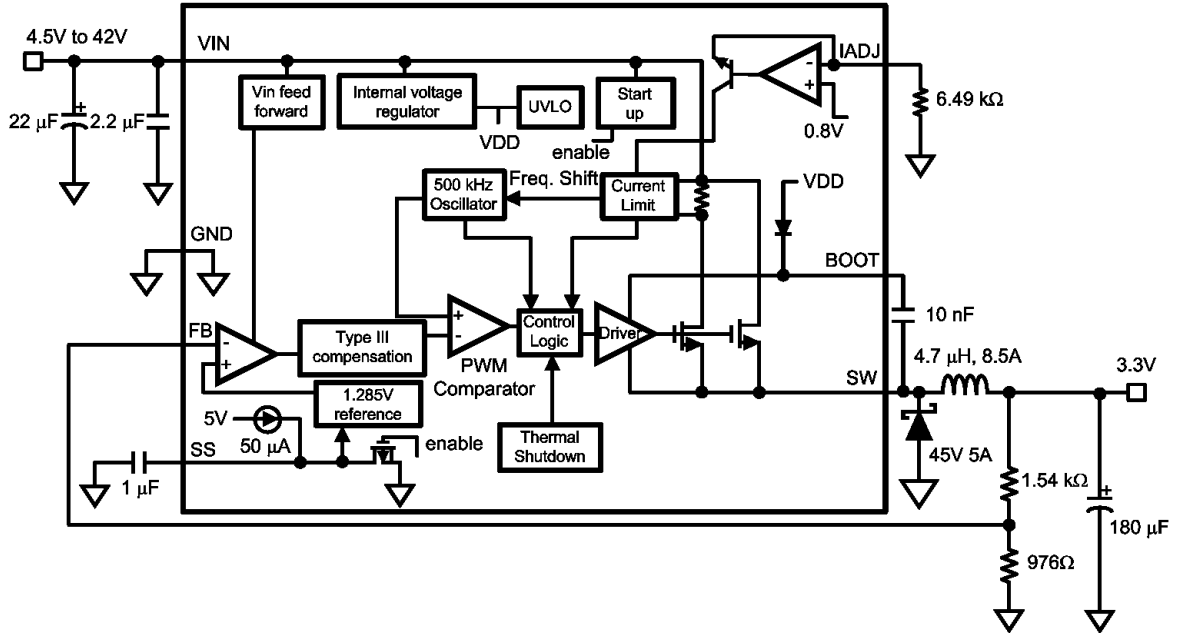 4.5V to 42V
VIN
IADJ
Vin feed
forward
Internal voltage
regulator
UVLO
Start
up
6.49 kΩ
22 μF
2.2 μF
VDD
0.8V
enable
500 kHz
Oscillator
Freq. Shift
Current
Limit
VDD
GND
BOOT
FB
-
+
Type III
compensation
+
-
PWM
Comparator
Control
Logic
Driver
10 nF
4.7 μH, 8.5A
3.3V
SW
1.285V
reference
5V
50 μA
SS
enable
Thermal
Shutdown
45V 5A
1.54 kΩ
1 μF
180 μF
976Ω
+
+
-
+